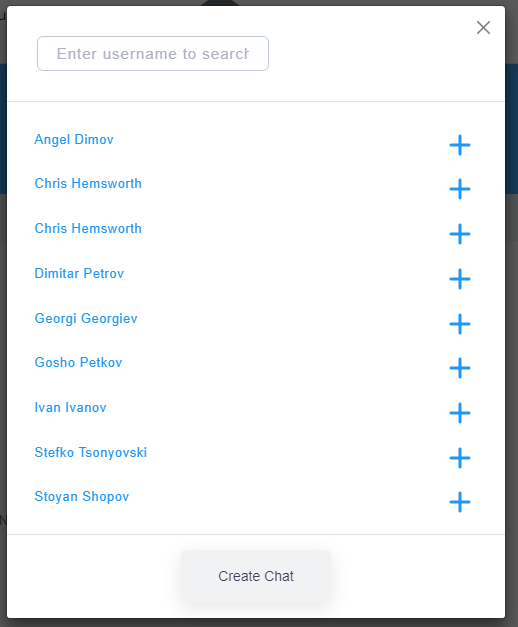 Enter username to search
Angel Dimov
Chris Hemsworth
Chris Hemsworth
Dimitar Petrov
Georgi Georgiev
Gosho Petkov
Ivan Ivanov
Stefko Tsonyovski
Stoyan Shopov
Create Chat